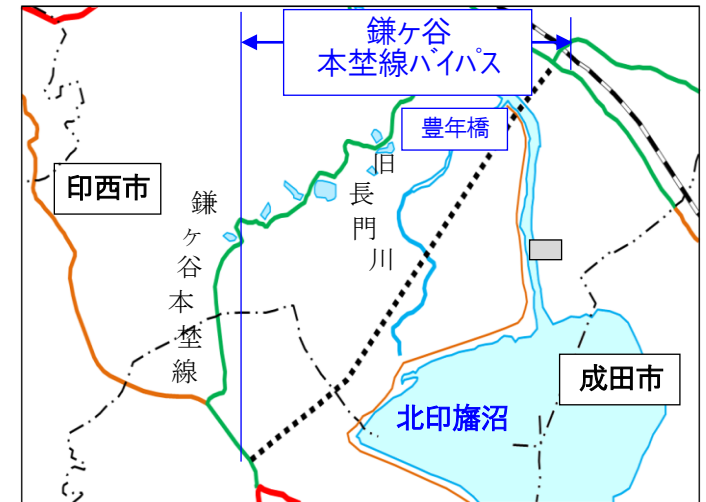 鎌ケ谷
本埜線バイパス
豊年橋
印西市
旧長門川
鎌ヶ谷本埜線
成田市
北印旛沼